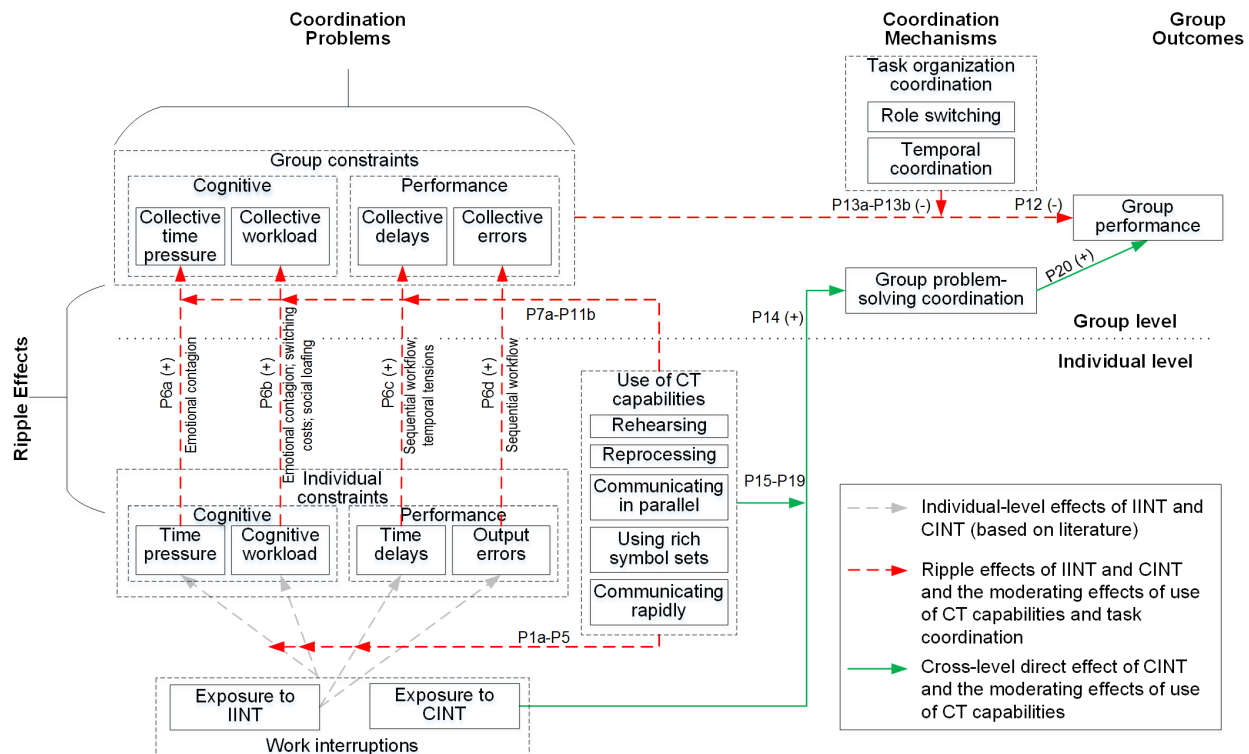 Coordination
Problems
Coordination
Mechanisms
Group
Outcomes
Task organization
coordination
Role switching
Temporal
coordination
Group constraints
Cognitive
Performance
Collective
time
pressure
Collective
workload
Collective
delays
Collective
errors
P13a-P13b (-)
P12 (-)
Group
performance
P20 (+)
Group problem-
solving coordination
P7a-P11b
P14 (+)
Group level
Individual level
Ripple Effects
P6a (+)
Emotional contagion
P6b (+)
Emotional contagion; switching
costs; social loafing
P6c (+)
Sequential workflow;
temporal tensions
P6d (+)
Sequential workflow
Use of CT
capabilities
Rehearsing
Reprocessing
Communicating
in parallel
Using rich
symbol sets
Communicating
rapidly
P15-P19
Individual
constraints
Cognitive
Performance
Time
pressure
Cognitive
workload
Time
delays
Output
errors
P1a-P5
Exposure to
IINT
Exposure to
CINT
Work interruptions
Individual-level effects of IINT and
CINT (based on literature)
Ripple effects of IINT and CINT
and the moderating effects of use
of CT capabilities and task
coordination
Cross-level direct effect of CINT
and the moderating effects of use
of CT capabilities